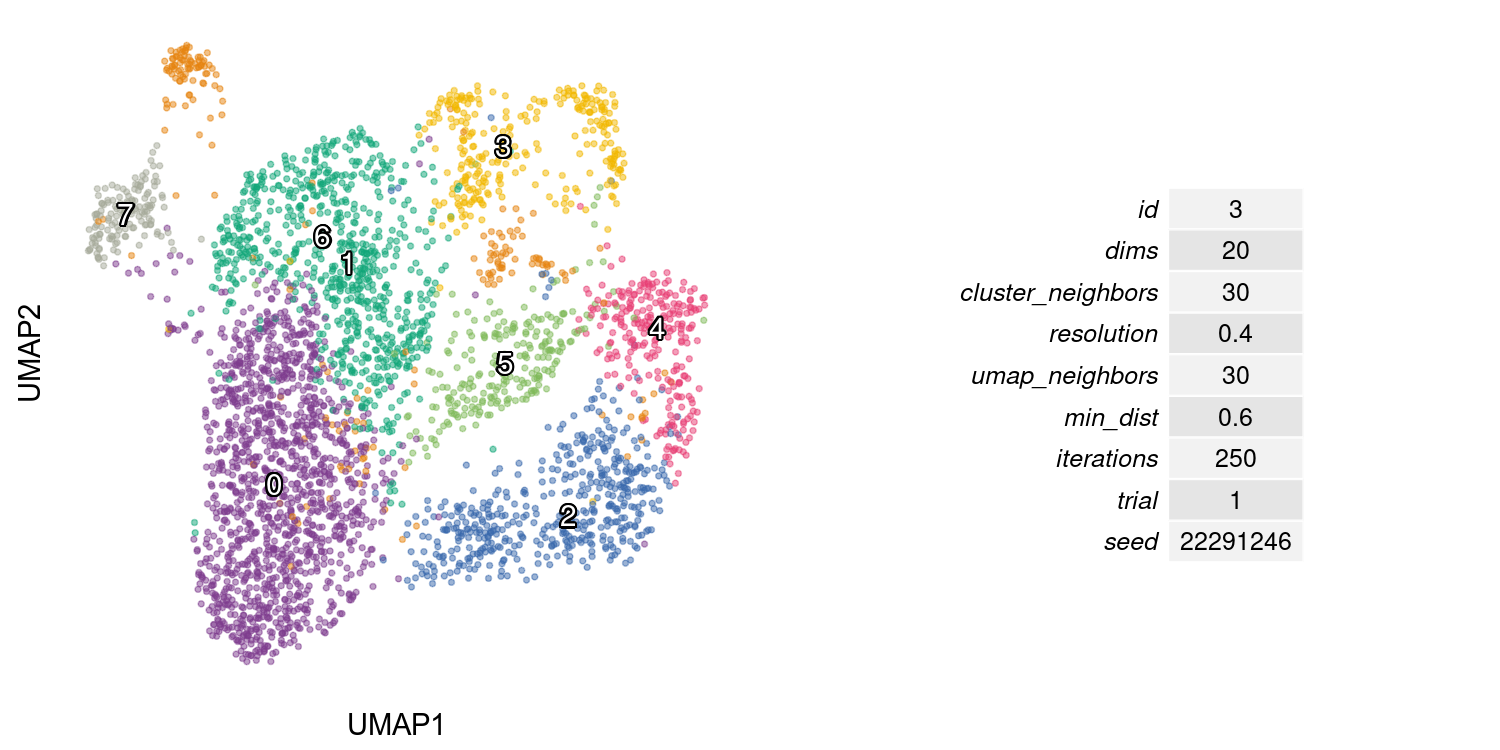 3
7
6
1
4
5
0
2
UMAP1
UMAP2
id 3
dims 20
cluster_neighbors 30
resolution 0.4
umap_neighbors 30
min_dist 0.6
iterations 250
trial 1
seed 22291246